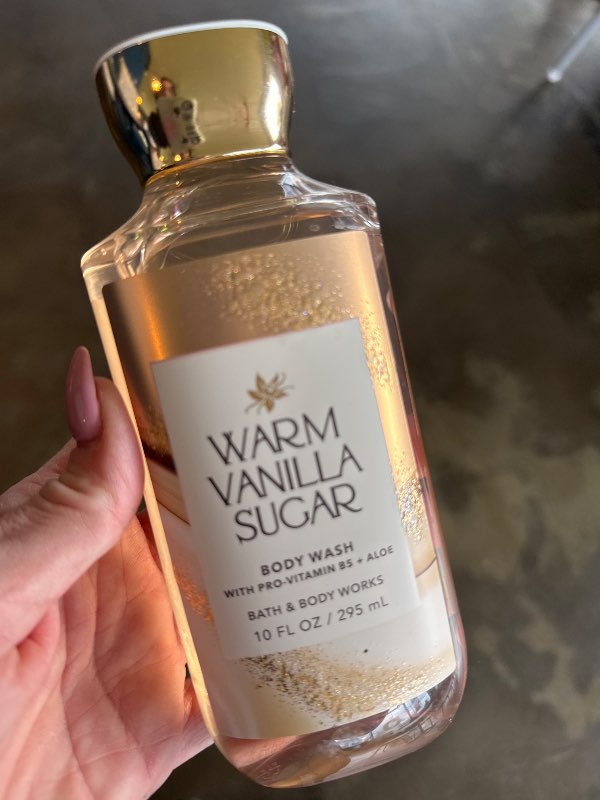 WARM
VANILLA
SUGAR
BODY WASH
WITH PRO-VITAMIN B5 + ALOE
BATH & BODY WORKS
10 FL OZ / 295 mL